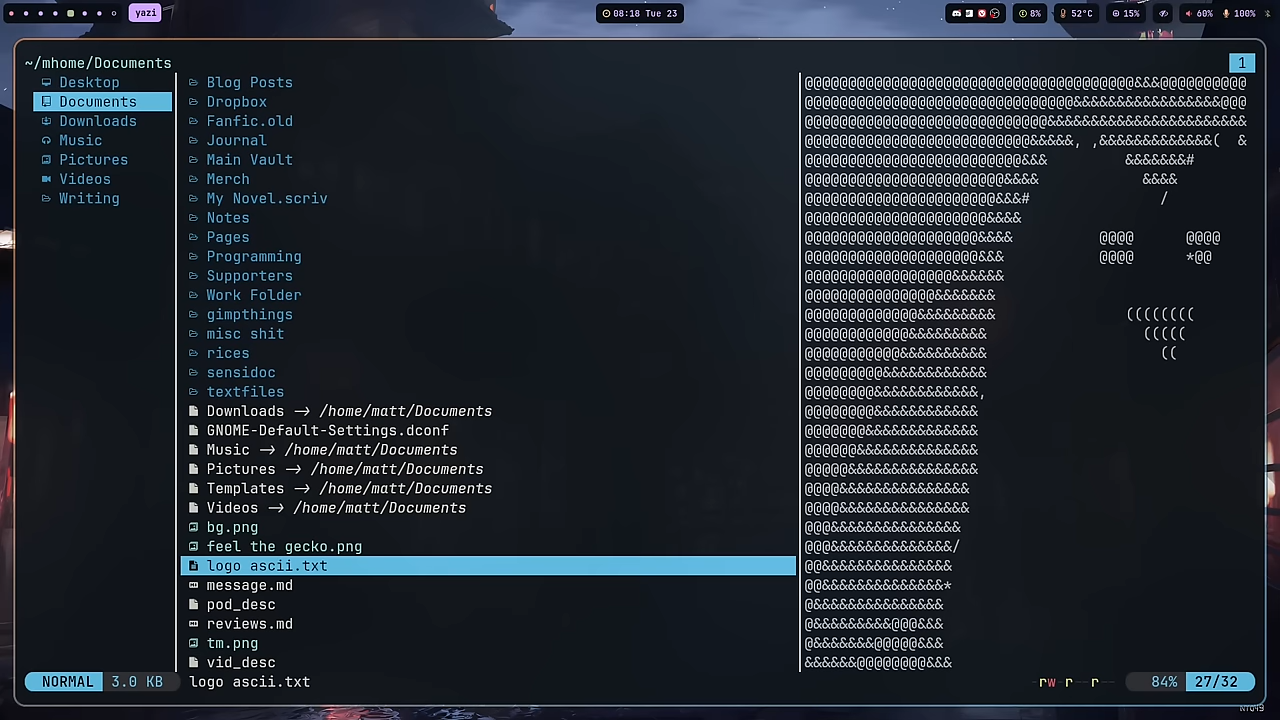 yazi
08:18 Tue 23
8%
52°C
15%
60%
100%
~/mhome/Documents
1
Desktop
Documents
Downloads
Music
Pictures
Videos
Writing
Blog Posts
Dropbox
Fanfic.old
Journal
Main Vault
Merch
My Novel.scriv
Notes
Pages
Programming
Supporters
Work Folder
gimpthings
misc shit
rices
sensidoc
textfiles
Downloads -> /home/matt/Documents
GNOME-Default-Settings.dconf
Music -> /home/matt/Documents
Pictures -> /home/matt/Documents
Templates -> /home/matt/Documents
Videos -> /home/matt/Documents
bg.png
feel the gecko.png
logo ascii.txt
message.md
pod_desc
reviews.md
tm.png
vid_desc
NORMAL 3.0 KB logo ascii.txt
-rw-r--r-- 84% 27/32